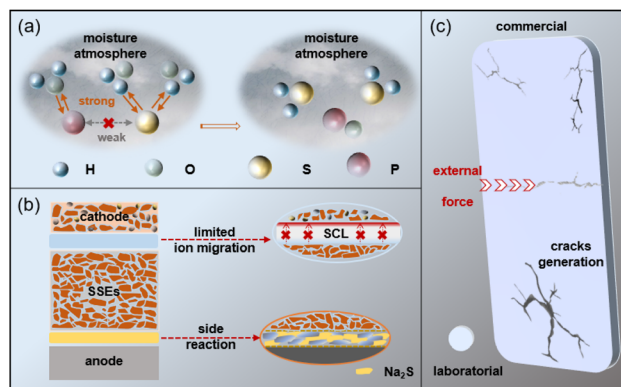 (a)
moisture
atmosphere
strong
weak
moisture
atmosphere
H
O
S
P
(b)
cathode
SSEs
anode
limited
ion migration
SCL
side
reaction
Na₂S
(c)
commercial
external
force
cracks
generation
laboratorial